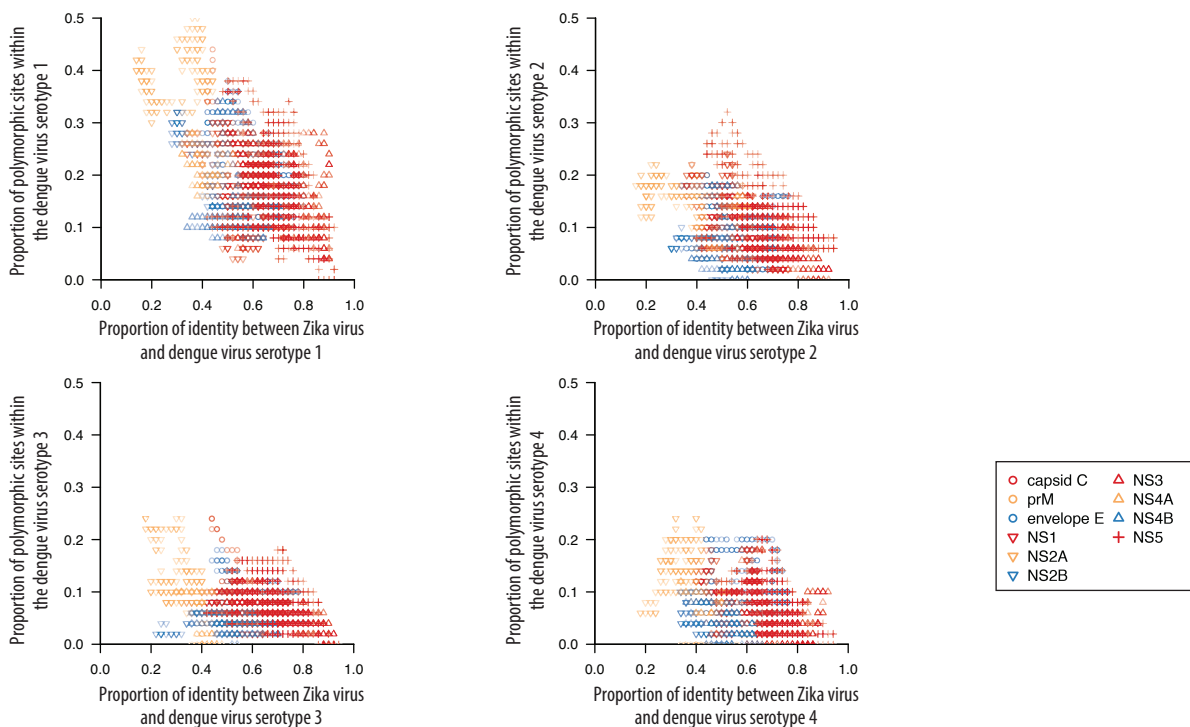 Proportion of polymorphic sites within
the dengue virus serotype 1
0.5
0.4
0.3
0.2
0.1
0.0
0.0 0.2 0.4 0.6 0.8 1.0
Proportion of identity between Zika virus
and dengue virus serotype 1
Proportion of polymorphic sites within
the dengue virus serotype 2
0.5
0.4
0.3
0.2
0.1
0.0
0.0 0.2 0.4 0.6 0.8 1.0
Proportion of identity between Zika virus
and dengue virus serotype 2
Proportion of polymorphic sites within
the dengue virus serotype 3
0.5
0.4
0.3
0.2
0.1
0.0
0.0 0.2 0.4 0.6 0.8 1.0
Proportion of identity between Zika virus
and dengue virus serotype 3
Proportion of polymorphic sites within
the dengue virus serotype 4
0.5
0.4
0.3
0.2
0.1
0.0
0.0 0.2 0.4 0.6 0.8 1.0
Proportion of identity between Zika virus
and dengue virus serotype 4
capsid C
prM
envelope E
NS1
NS2A
NS2B
NS3
NS4A
NS4B
NS5